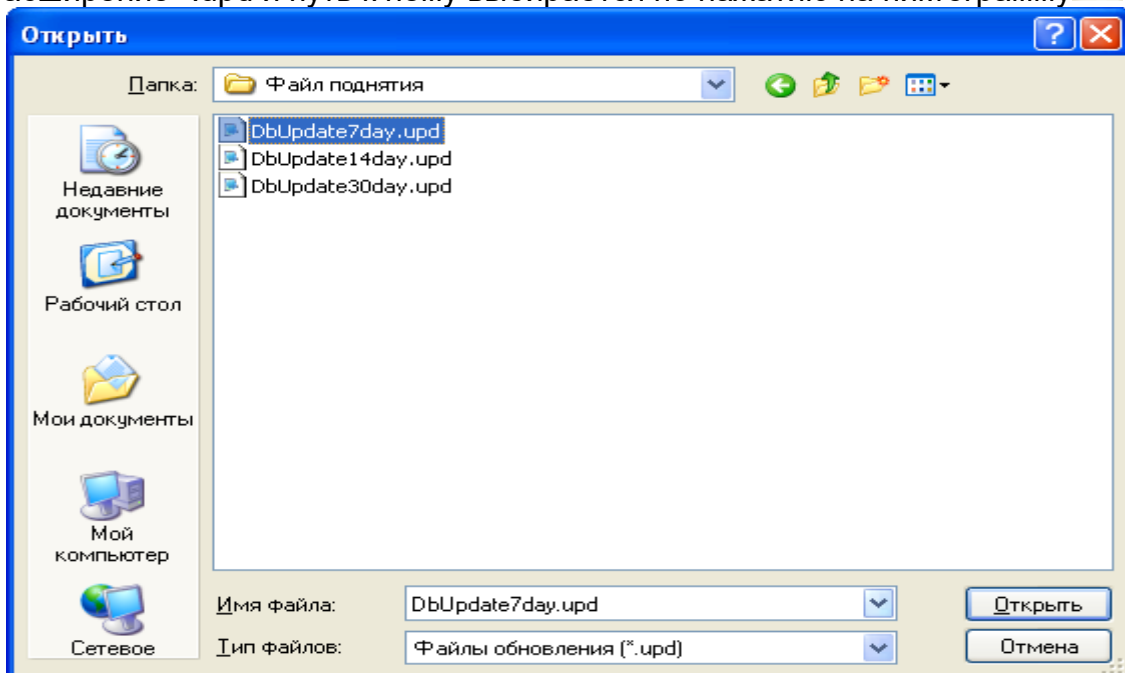 Открыть
Папка:
Файл поднятия
DbUpdate7day.upd
DbUpdate14day.upd
DbUpdate30day.upd
Недавние
документы
Рабочий стол
Мои документы
Мой
компьютер
Сетевое
Имя файла:
DbUpdate7day.upd
Открыть
Тип файлов:
Файлы обновления (*.upd)
Отмена